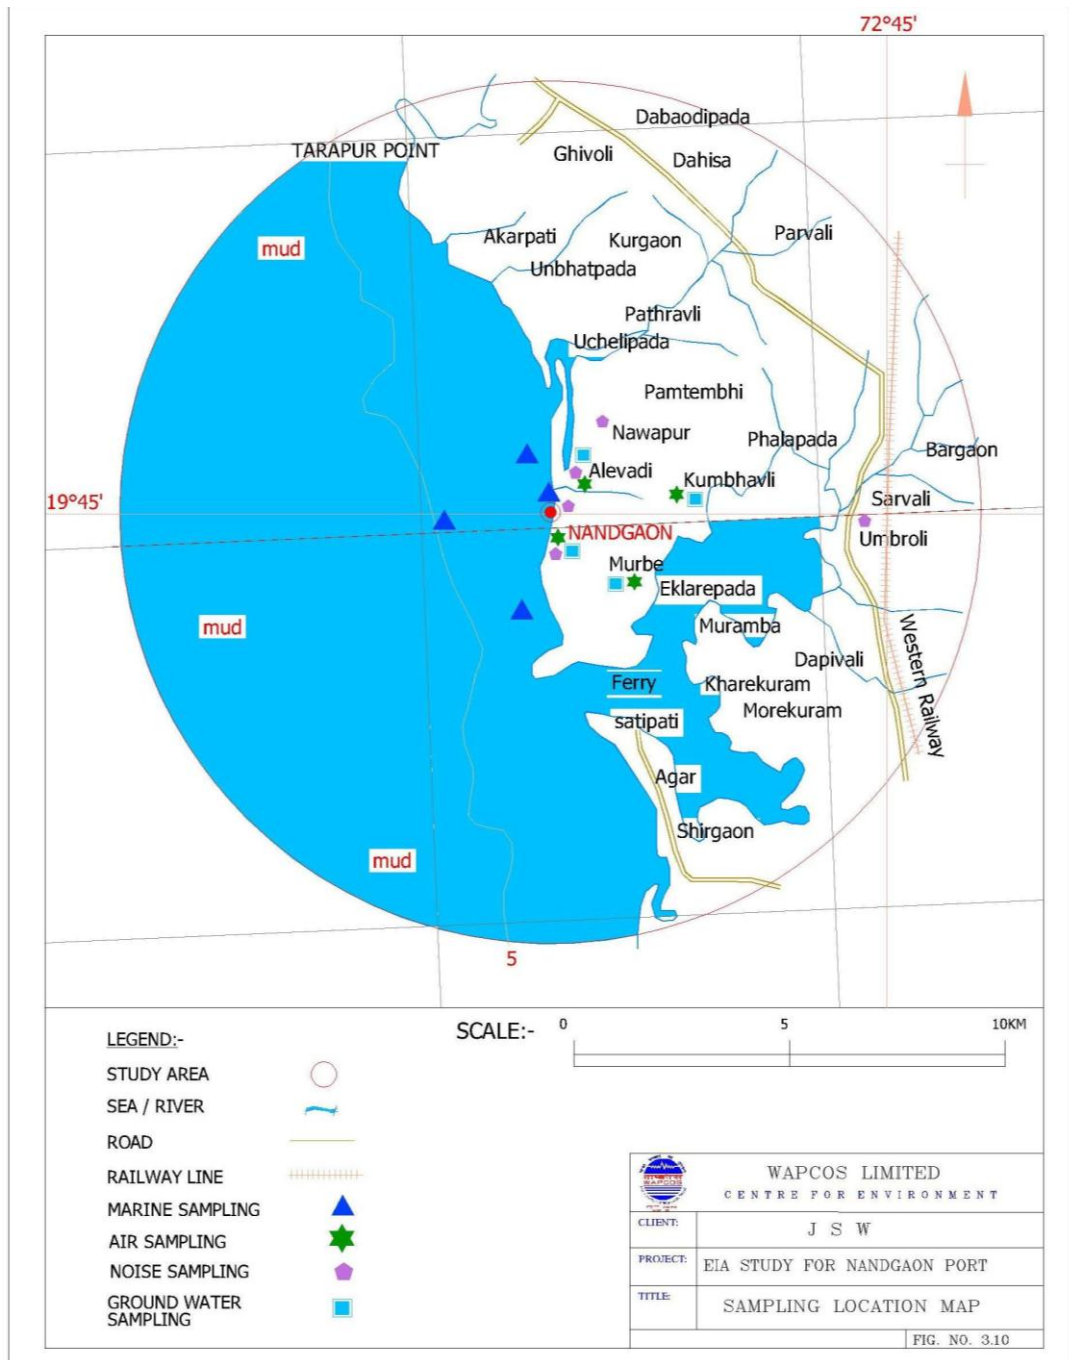 72°45'
Dabaodipada
TARAPUR POINT
Ghivoli
Dahisa
mud
Akarpati
Kurgaon
Parvali
Unbhatpada
Pathravli
Uchelipada
Pamtembhi
Nawapur
Phalapada
Bargaon
Alevadi
Kumbhavli
19°45'
Sarvali
NANDGAON
Umbroli
Murbe
Eklarepada
mud
Muramba
Dapivali
Western Railway
Ferry
Kharekuram
Morekuram
satipati
Agar
Shirgaon
mud
5
LEGEND:-
STUDY AREA
SEA / RIVER
ROAD
RAILWAY LINE
MARINE SAMPLING
AIR SAMPLING
NOISE SAMPLING
GROUND WATER
SAMPLING
SCALE:- 0 5 10KM
WAPCOS
WAPCOS LIMITED
CENTRE FOR ENVIRONMENT
CLIENT: J S W
PROJECT: EIA STUDY FOR NANDGAON PORT
TITLE: SAMPLING LOCATION MAP
FIG. NO. 3.10